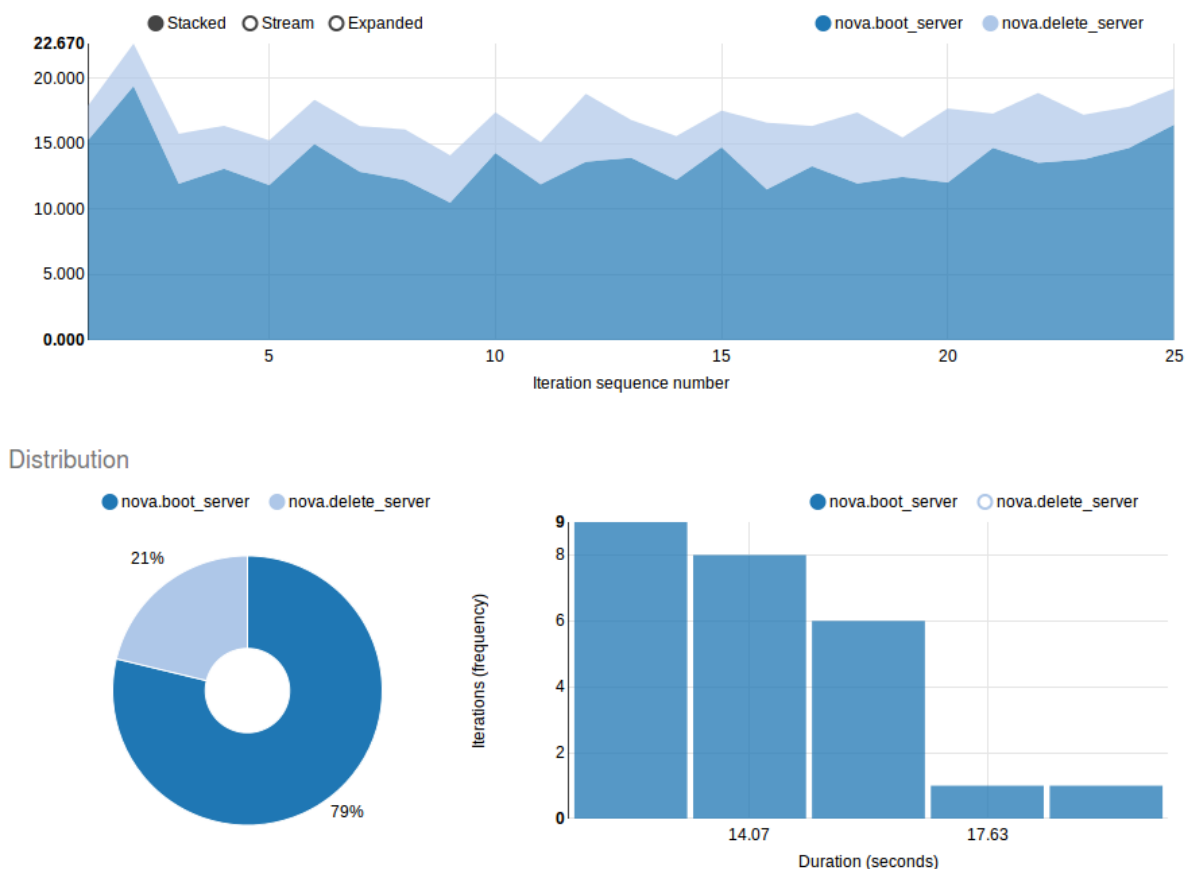 Stacked Stream Expanded nova.boot_server nova.delete_server
22.670
20.000
15.000
10.000
5.000
0.000
5 10 15 20 25
Iteration sequence number
Distribution
nova.boot_server nova.delete_server
21%
79%
nova.boot_server nova.delete_server
9
8
6
4
2
0
Iterations (frequency)
14.07 17.63
Duration (seconds)